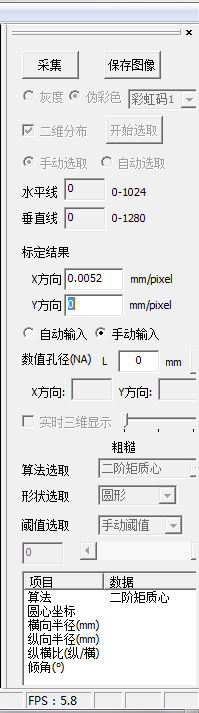 采集 保存图像
灰度 伪彩色 彩虹码1
二维分布 开始选取
手动选取 自动选取
水平线 0 0-1024
垂直线 0 0-1280
标定结果
X方向 0.0052 mm/pixel
Y方向 0 mm/pixel
自动输入 手动输入
数值孔径(NA) L 0 mm
X方向: Y方向:
实时三维显示
粗糙
算法选取 二阶矩质心
形状选取 圆形
阈值选取 手动阈值
0
项目 数据
算法 二阶矩质心
圆心坐标
横向半径(mm)
纵向半径(mm)
纵横比(纵/横)
倾角(°)
FPS : 5.8